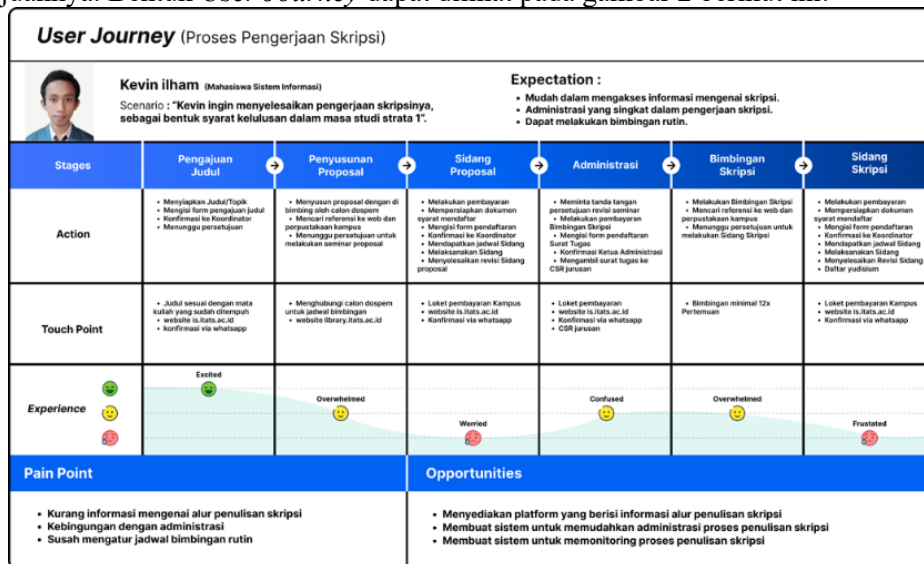 User Journey (Proses Pengerjaan Skripsi)
Kevin ilham (Mahasiswa Sistem Informasi)
Scenario : “Kevin ingin menyelesaikan pengerjaan skripsinya,
sebagai bentuk syarat kelulusan dalam masa studi strata 1”.
Expectation :
• Mudah dalam mengakses informasi mengenai skripsi.
• Administrasi yang singkat dalam pengerjaan skripsi.
• Dapat melakukan bimbingan rutin.
Stages
Pengajuan
Judul
Penyusunan
Proposal
Sidang
Proposal
Administrasi
Bimbingan
Skripsi
Sidang
Skripsi
Action
• Menyiapkan Judul/Topik
• Mengisi form pengajuan judul
• Konfirmasi ke Koordinator
• Menunggu persetujuan
• Menyusun proposal dengan di
bimbing oleh calon dospem
• Mencari referensi ke web dan
perpustakaan kampus
• Menunggu persetujuan untuk
melakukan seminar proposal
• Melakukan pembayaran
• Mempersiapkan dokumen
syarat mendaftar
• Mengisi form pendaftaran
• Konfirmasi ke Koordinator
• Mendapatkan jadwal Sidang
• Melaksanakan Sidang
• Menyelesaikan revisi Sidang
proposal
• Meminta tanda tangan
persetujuan revisi seminar
• Melakukan pembayaran
Bimbingan Skripsi
• Mengisi form pendaftaran
Surat Tugas
• Konfirmasi Ketua Administrasi
• Mengambil surat tugas ke
CSR jurusan
• Melakukan Bimbingan Skripsi
• Mencari referensi ke web dan
perpustakaan kampus
• Menunggu persetujuan untuk
melakukan Sidang Skripsi
• Melakukan pembayaran
• Mempersiapkan dokumen
syarat mendaftar
• Mengisi form pendaftaran
• Konfirmasi ke Koordinator
• Mendapatkan jadwal Sidang
• Melaksanakan Sidang
• Menyelesaikan Revisi Sidang
• Daftar yudisium
Touch Point
• Judul sesuai dengan mata
kuliah yang sudah ditempuh
• website is.itats.ac.id
• konfirmasi via whatsapp
• Menghubungi calon dospem
untuk jadwal bimbingan
• website library.itats.ac.id
• Loket pembayaran Kampus
• website is.itats.ac.id
• Konfirmasi via whatsapp
• Loket pembayaran
• website is.itats.ac.id
• Konfirmasi via whatsapp
• CSR jurusan
• Bimbingan minimal 12x
Pertemuan
• Loket pembayaran Kampus
• website is.itats.ac.id
• Konfirmasi via whatsapp
Experience
Excited
Overwhelmed
Worried
Confused
Overwhelmed
Frustated
Pain Point
• Kurang informasi mengenai alur penulisan skripsi
• Kebingungan dengan administrasi
• Susah mengatur jadwal bimbingan rutin
Opportunities
• Menyediakan platform yang berisi informasi alur penulisan skripsi
• Membuat sistem untuk memudahkan administrasi proses penulisan skripsi
• Membuat sistem untuk memonitoring proses penulisan skripsi